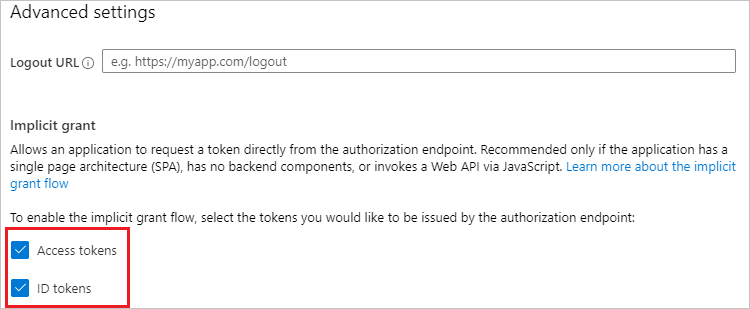 Advanced settings
Logout URL
e.g. https://myapp.com/logout
Implicit grant
Allows an application to request a token directly from the authorization endpoint. Recommended only if the application has a
single page architecture (SPA), has no backend components, or invokes a Web API via JavaScript. Learn more about the implicit
grant flow
To enable the implicit grant flow, select the tokens you would like to be issued by the authorization endpoint:
Access tokens
ID tokens